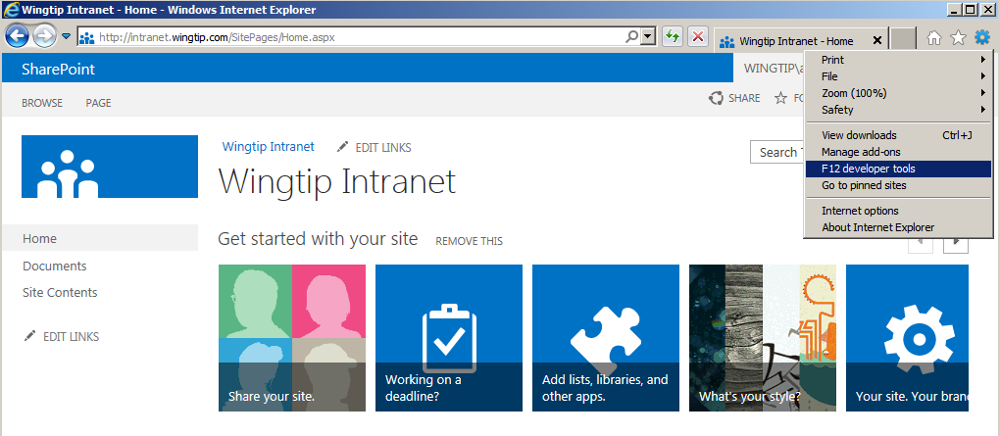 Wingtip Intranet - Home - Windows Internet Explorer
http://intranet.wingtip.com/SitePages/Home.aspx
Wingtip Intranet - Home
SharePoint
WINGTIP\a
BROWSE PAGE
SHARE
FO
Print
File
Zoom (100%)
Safety
View downloads Ctrl+J
Manage add-ons
F12 developer tools
Go to pinned sites
Internet options
About Internet Explorer
Wingtip Intranet EDIT LINKS
Search T
Wingtip Intranet
Home
Documents
Site Contents
EDIT LINKS
Get started with your site REMOVE THIS
Share your site.
Working on a
deadline?
Add lists, libraries, and
other apps.
What's your style?
Your site. Your bran